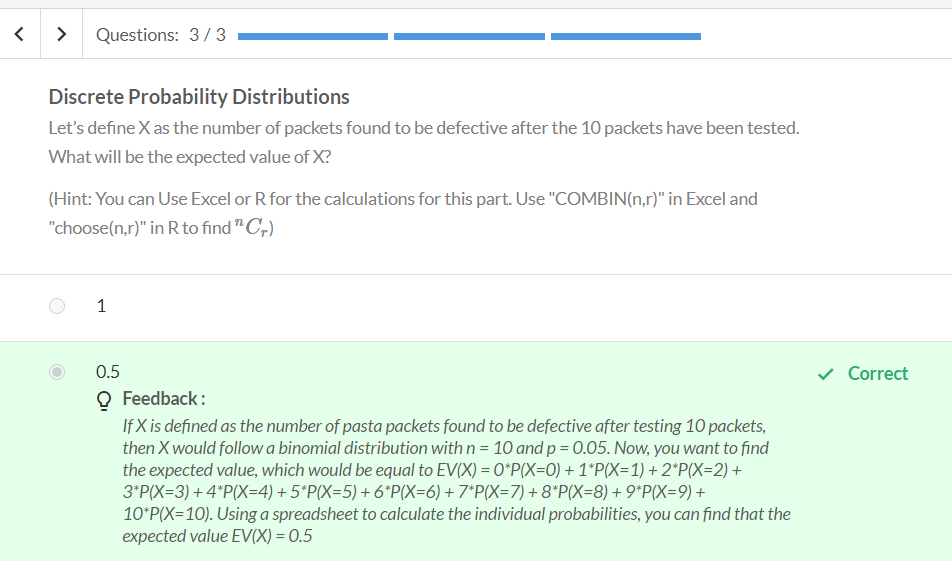 Questions: 3 / 3
Discrete Probability Distributions
Let’s define X as the number of packets found to be defective after the 10 packets have been tested.
What will be the expected value of X?
(Hint: You can Use Excel or R for the calculations for this part. Use "COMBIN(n,r)" in Excel and
"choose(n,r)" in R to find ⁿCᵣ)
1
0.5
Correct
Feedback :
If X is defined as the number of pasta packets found to be defective after testing 10 packets,
then X would follow a binomial distribution with n = 10 and p = 0.05. Now, you want to find
the expected value, which would be equal to EV(X) = 0*P(X=0) + 1*P(X=1) + 2*P(X=2) +
3*P(X=3) + 4*P(X=4) + 5*P(X=5) + 6*P(X=6) + 7*P(X=7) + 8*P(X=8) + 9*P(X=9) +
10*P(X=10). Using a spreadsheet to calculate the individual probabilities, you can find that the
expected value EV(X) = 0.5